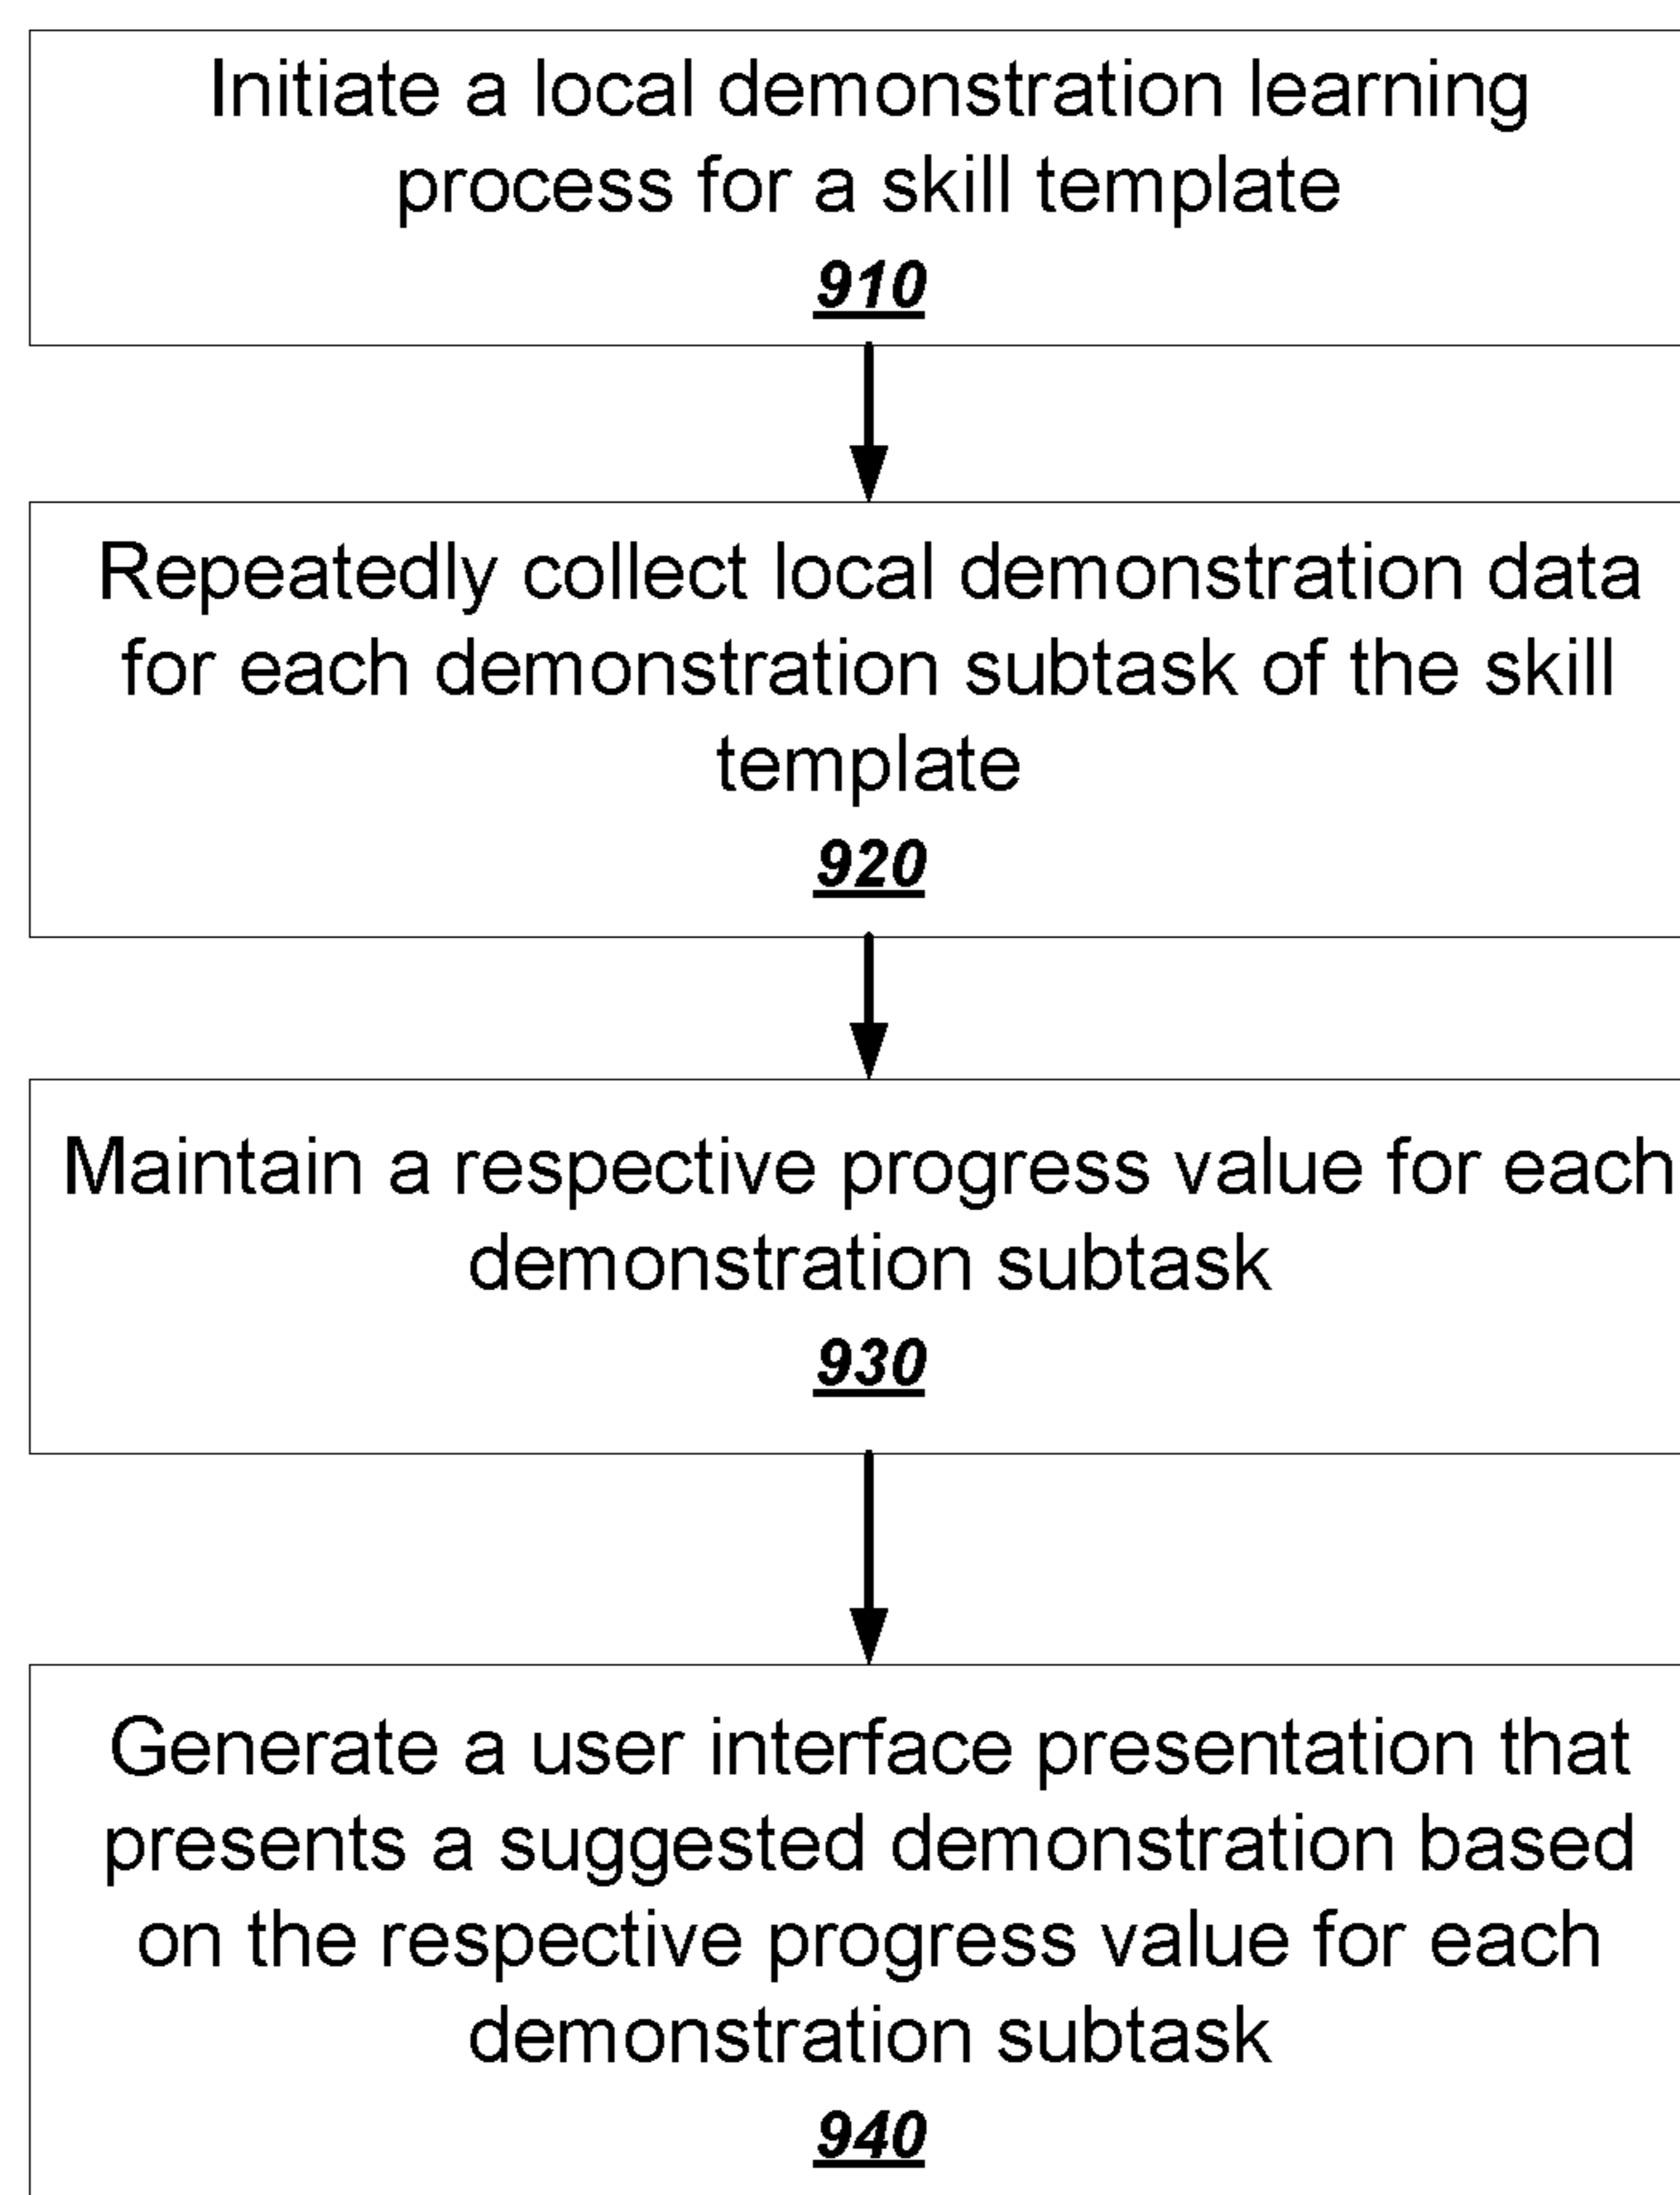 Initiate a local demonstration learning
process for a skill template
910
Repeatedly collect local demonstration data
for each demonstration subtask of the skill
template
920
Maintain a respective progress value for each
demonstration subtask
930
Generate a user interface presentation that
presents a suggested demonstration based
on the respective progress value for each
demonstration subtask
940